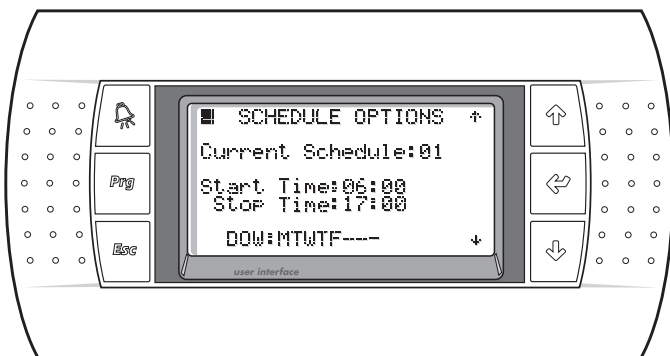 SCHEDULE OPTIONS ↑
Current Schedule:01
Start Time:06:00
Stop Time:17:00
DOW:MTWTF----
↓
Prg
Esc
user interface